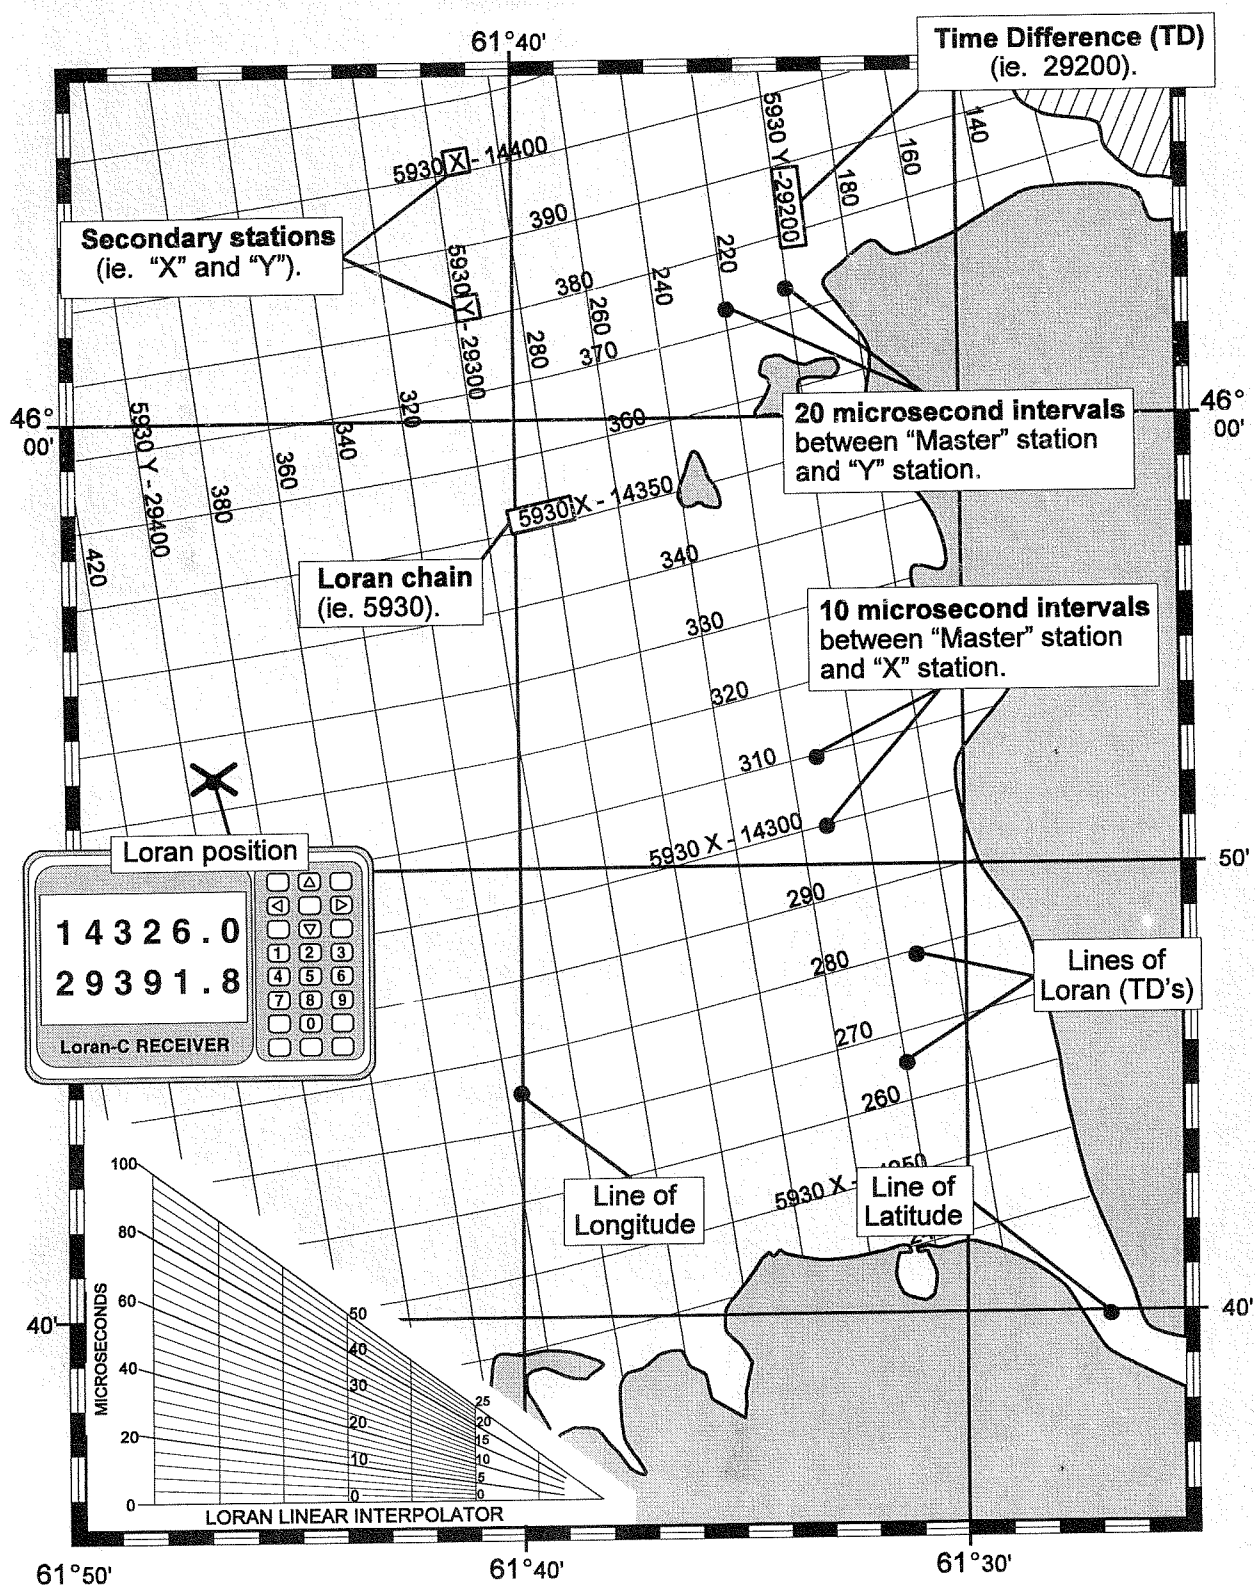 61°40'
Time Difference (TD)
(ie. 29200).
5930 X - 14400
5930 Y - 29200
140
160
180
390
Secondary stations
(ie. "X" and "Y").
5930 Y - 29300
220
240
380
260
280
370
46°
00'
46°
00'
320
340
360
5930 Y - 29400
360
380
420
20 microsecond intervals
between "Master" station
and "Y" station.
5930 X - 14350
Loran chain
(ie. 5930).
340
330
10 microsecond intervals
between "Master" station
and "X" station.
320
310
5930 X - 14300
Loran position
50'
14326.0
29391.8
1 2 3
4 5 6
7 8 9
0
Loran-C RECEIVER
290
280
Lines of
Loran (TD's)
270
260
5930 X -
Line of
Longitude
Line of
Latitude
100
80
60
40
20
0
MICROSECONDS
50
40
30
20
10
0
25
20
15
10
5
0
LORAN LINEAR INTERPOLATOR
40'
40'
61°50'
61°40'
61°30'